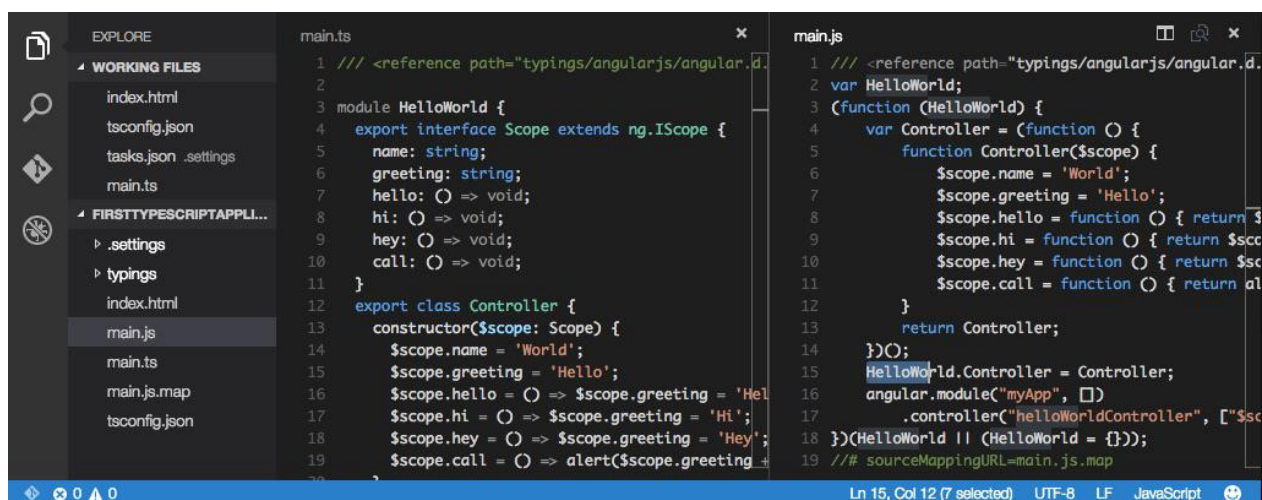 EXPLORE
WORKING FILES
index.html
tsconfig.json
tasks.json .settings
main.ts
FIRSTTYPESCRIPTAPPLI...
.settings
typings
index.html
main.js
main.ts
main.js.map
tsconfig.json
main.ts
1 /// <reference path="typings/angularjs/angular.d.
2
3 module HelloWorld {
4 export interface Scope extends ng.IScope {
5 name: string;
6 greeting: string;
7 hello: () => void;
8 hi: () => void;
9 hey: () => void;
10 call: () => void;
11 }
12 export class Controller {
13 constructor($scope: Scope) {
14 $scope.name = 'World';
15 $scope.greeting = 'Hello';
16 $scope.hello = () => $scope.greeting = 'Hel
17 $scope.hi = () => $scope.greeting = 'Hi';
18 $scope.hey = () => $scope.greeting = 'Hey';
19 $scope.call = () => alert($scope.greeting +
main.js
1 /// <reference path="typings/angularjs/angular.d.
2 var HelloWorld;
3 (function (HelloWorld) {
4 var Controller = (function () {
5 function Controller($scope) {
6 $scope.name = 'World';
7 $scope.greeting = 'Hello';
8 $scope.hello = function () { return $
9 $scope.hi = function () { return $sco
10 $scope.hey = function () { return $sc
11 $scope.call = function () { return al
12 }
13 return Controller;
14 })();
15 HelloWorld.Controller = Controller;
16 angular.module("myApp", [])
17 .controller("helloWorldController", ["$sc
18 })(HelloWorld || (HelloWorld = {}));
19 //# sourceMappingURL=main.js.map
0 0
Ln 15, Col 12 (7 selected) UTF-8 LF JavaScript